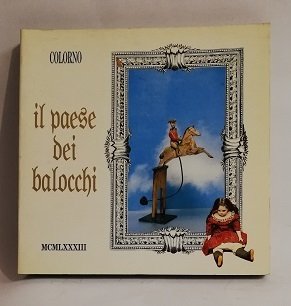 COLORNO
il paese
dei
balocchi
MCMLXXXIII